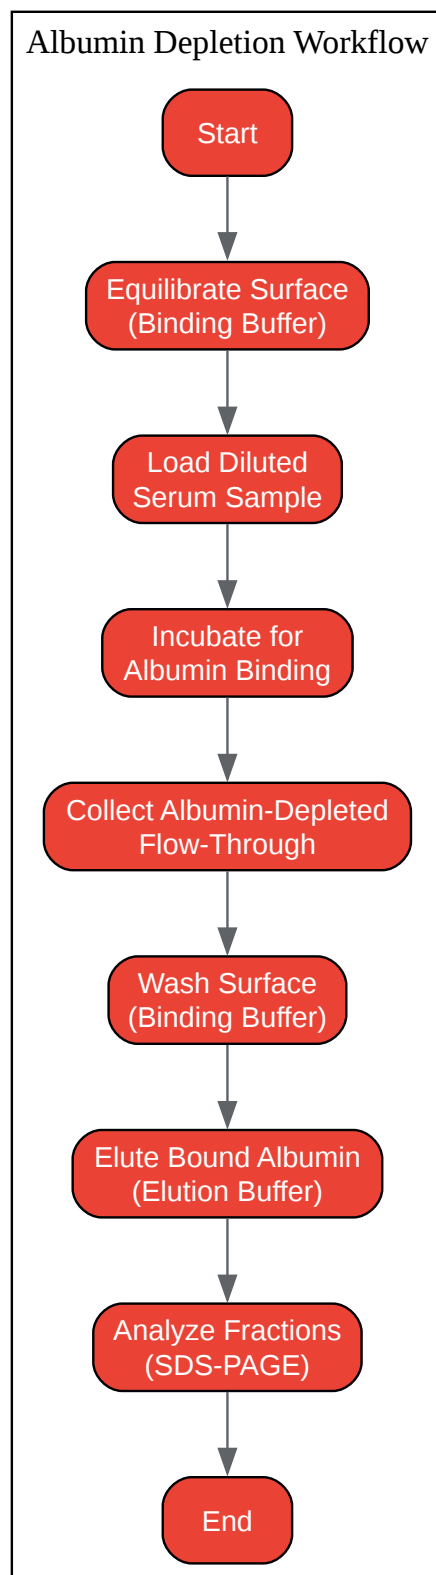 Albumin Depletion Workflow
Start
Equilibrate Surface
(Binding Buffer)
Load Diluted
Serum Sample
Incubate for
Albumin Binding
Collect Albumin-Depleted
Flow-Through
Wash Surface
(Binding Buffer)
Elute Bound Albumin
(Elution Buffer)
Analyze Fractions
(SDS-PAGE)
End